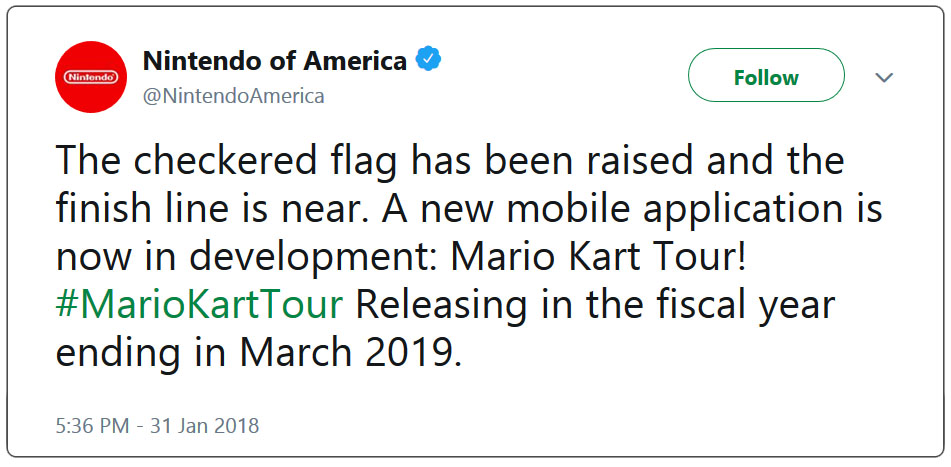 Nintendo
Nintendo of America
@NintendoAmerica
Follow
The checkered flag has been raised and the
finish line is near. A new mobile application is
now in development: Mario Kart Tour!
#MarioKartTour Releasing in the fiscal year
ending in March 2019.
5:36 PM - 31 Jan 2018